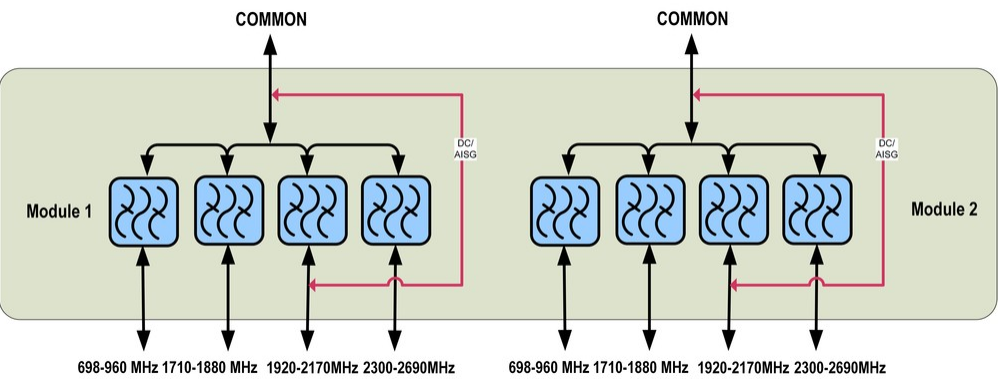 COMMON
COMMON
DC/
AISG
DC/
AISG
Module 1
Module 2
698-960 MHz 1710-1880 MHz 1920-2170MHz 2300-2690MHz
698-960 MHz 1710-1880 MHz 1920-2170MHz 2300-2690MHz